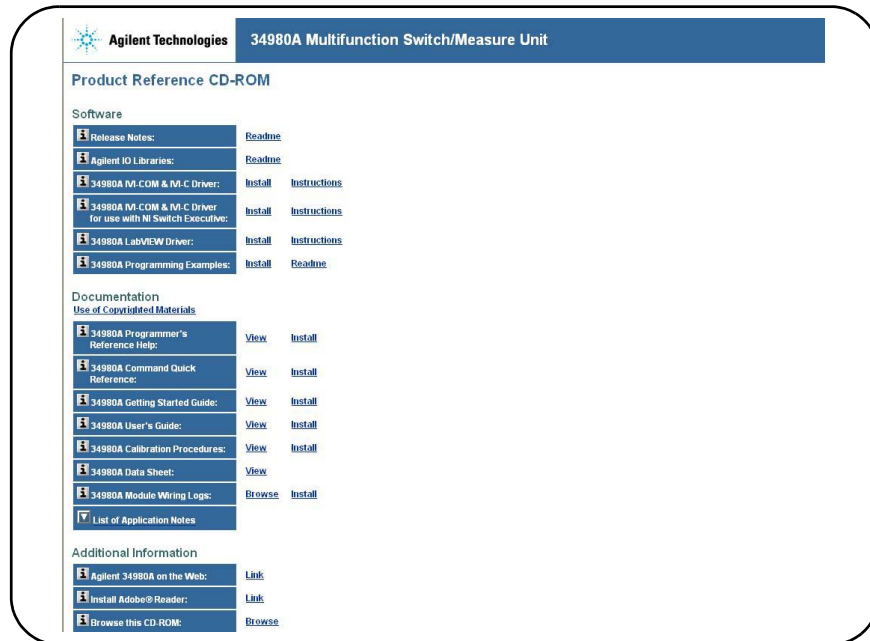 Agilent Technologies 34980A Multifunction Switch/Measure Unit
Product Reference CD-ROM
Software
Release Notes: Readme
Agilent IO Libraries: Readme
34980A IVI-COM & IVI-C Driver: Install Instructions
34980A IVI-COM & IVI-C Driver
for use with NI Switch Executive: Install Instructions
34980A LabVIEW Driver: Install Instructions
34980A Programming Examples: Install Readme
Documentation
Use of Copyrighted Materials
34980A Programmer's
Reference Help: View Install
34980A Command Quick
Reference: View Install
34980A Getting Started Guide: View Install
34980A User's Guide: View Install
34980A Calibration Procedures: View Install
34980A Data Sheet: View
34980A Module Wiring Logs: Browse Install
List of Application Notes
Additional Information
Agilent 34980A on the Web: Link
Install Adobe® Reader: Link
Browse this CD-ROM: Browse